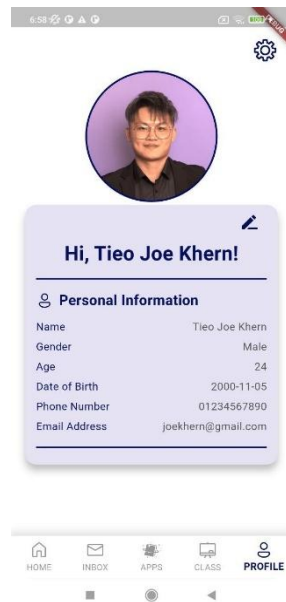 6:58
Hi, Tieo Joe Khern!
Personal Information
Name Tieo Joe Khern
Gender Male
Age 24
Date of Birth 2000-11-05
Phone Number 01234567890
Email Address joekhern@gmail.com
HOME INBOX APPS CLASS PROFILE